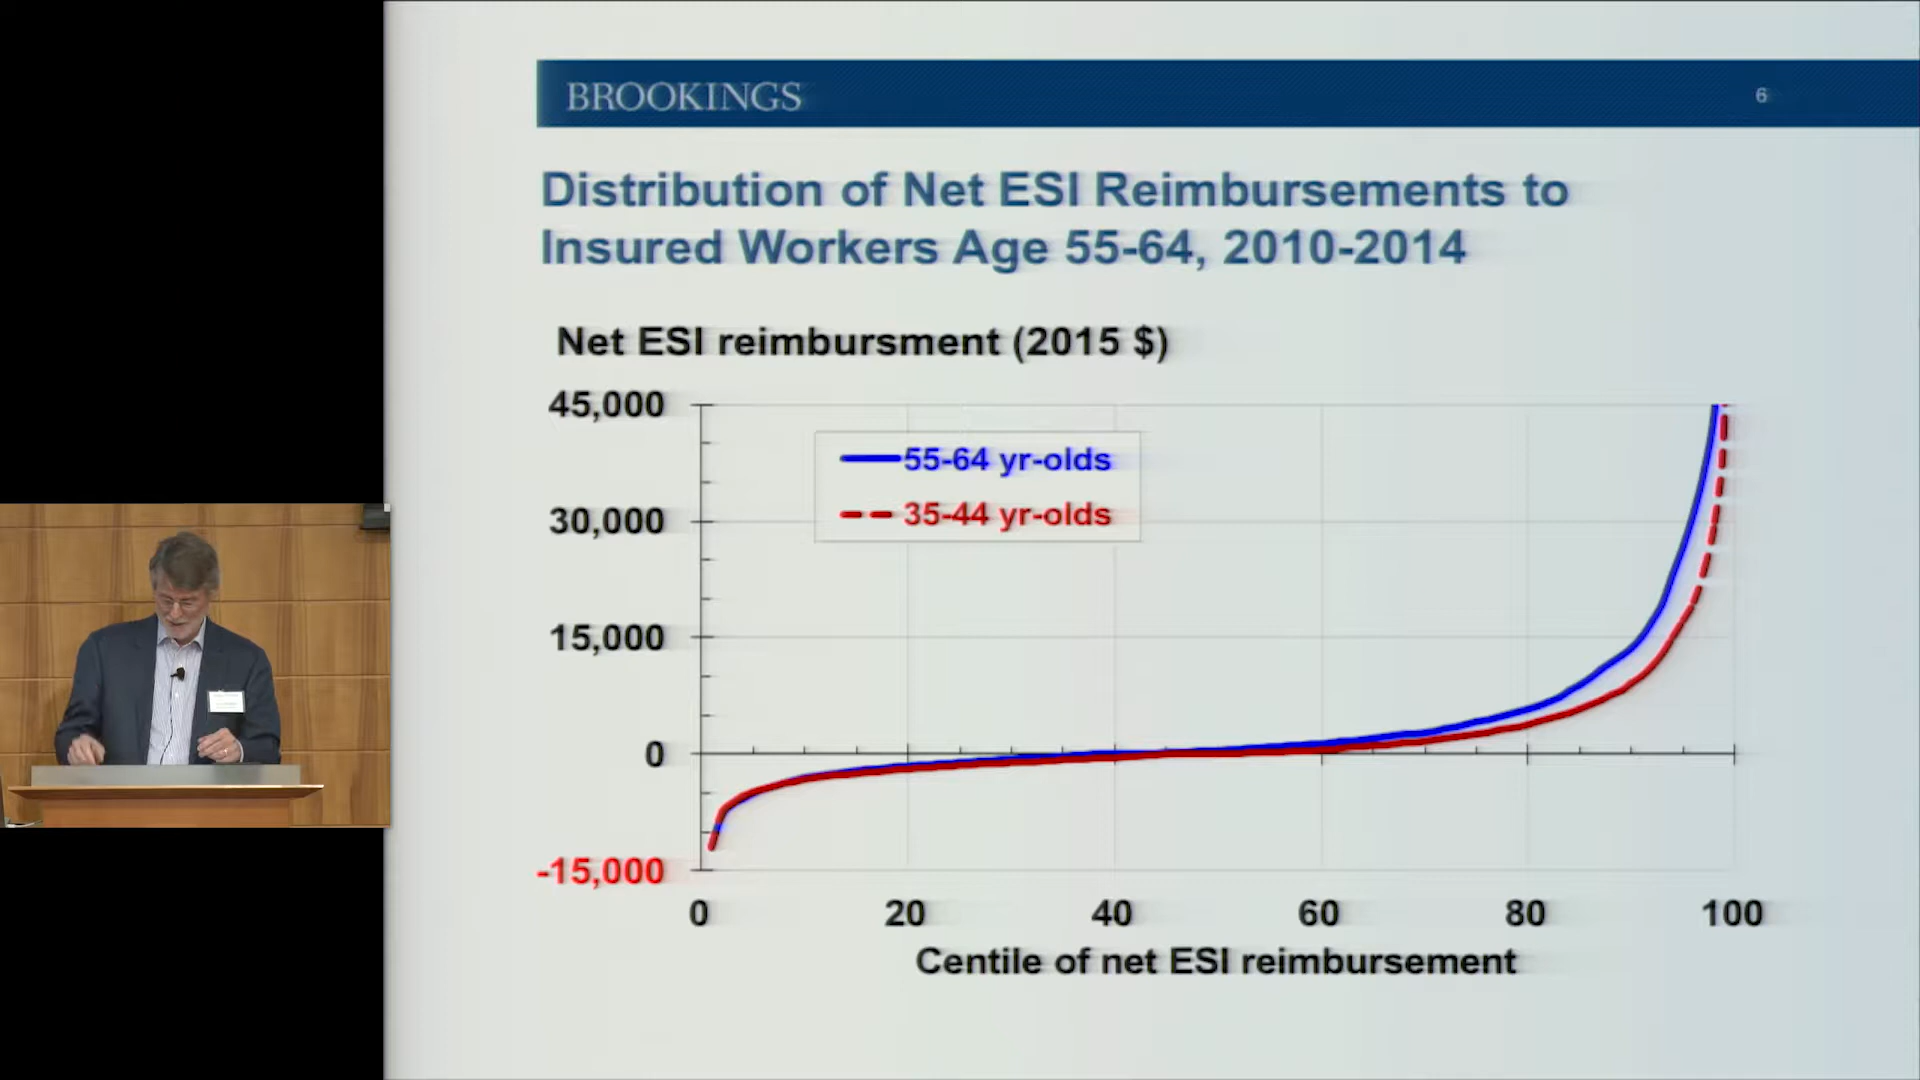 BROOKINGS
6
Distribution of Net ESI Reimbursements to
Insured Workers Age 55-64, 2010-2014
Net ESI reimbursment (2015 $)
45,000
30,000
15,000
0
-15,000
55-64 yr-olds
35-44 yr-olds
0 20 40 60 80 100
Centile of net ESI reimbursement